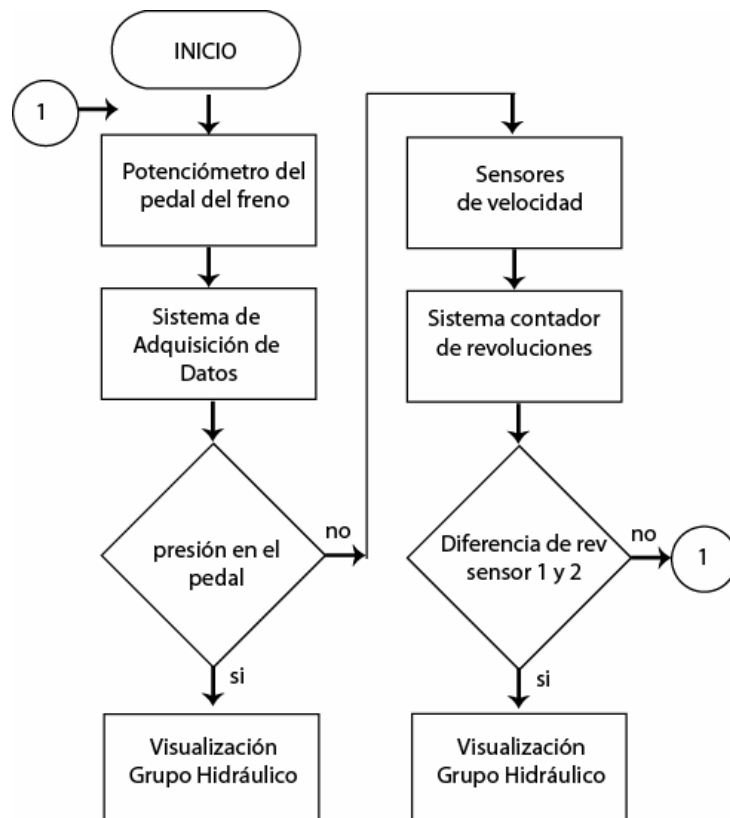 INICIO
1
Potenciómetro del
pedal del freno
Sistema de
Adquisición de
Datos
presión en el
pedal
no
si
Visualización
Grupo Hidráulico
Sensores
de velocidad
Sistema contador
de revoluciones
Diferencia de rev
sensor 1 y 2
no
1
si
Visualización
Grupo Hidráulico